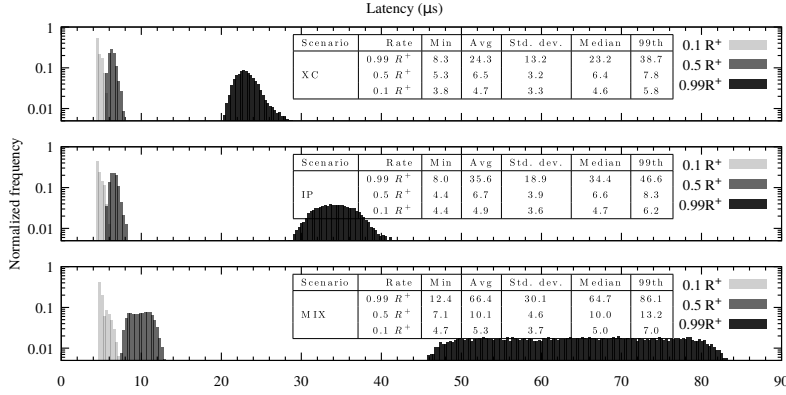 Latency (μs)
1
0.1
0.01
Scenario Rate Min Avg Std. dev. Median 99th
0.99 R+ 8.3 24.3 13.2 23.2 38.7
XC 0.5 R+ 5.3 6.5 3.2 6.4 7.8
0.1 R+ 3.8 4.7 3.3 4.6 5.8
0.1 R+
0.5 R+
0.99R+
Normalized frequency
1
0.1
0.01
Scenario Rate Min Avg Std. dev. Median 99th
0.99 R+ 8.0 35.6 18.9 34.4 46.6
IP 0.5 R+ 4.4 6.7 3.9 6.6 8.3
0.1 R+ 4.4 4.9 3.6 4.7 6.2
0.1 R+
0.5 R+
0.99R+
1
0.1
0.01
Scenario Rate Min Avg Std. dev. Median 99th
0.99 R+ 12.4 66.4 30.1 64.7 86.1
MIX 0.5 R+ 7.1 10.1 4.6 10.0 13.2
0.1 R+ 4.7 5.3 3.7 5.0 7.0
0.1 R+
0.5 R+
0.99R+
0 10 20 30 40 50 60 70 80 90